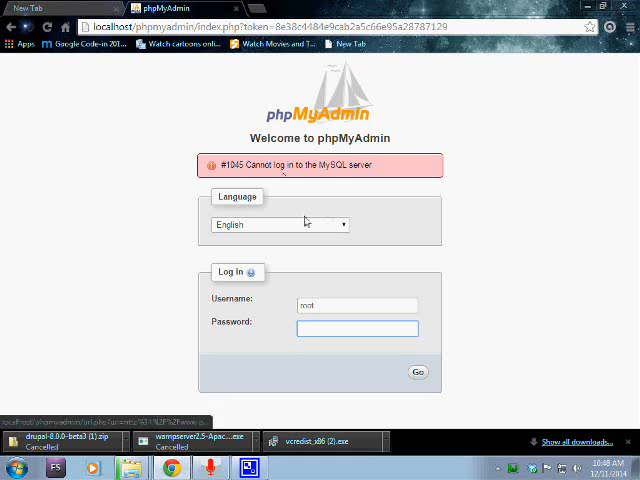 New Tab
phpMyAdmin
localhost/phpmyadmin/index.php?token=8e38c4484e9cab2a5c66e95a28787129
Apps
Google Code-in 201...
Watch cartoons onlin...
Watch Movies and T...
New Tab
phpMyAdmin
Welcome to phpMyAdmin
#1045 Cannot log in to the MySQL server
Language
English
Log in
Username:
root
Password:
Go
drupal-8.0.0-beta3 (1).zip
Cancelled
wampserver2.5-Apac....exe
Cancelled
vcredist_x86 (2).exe
Show all downloads...
FS
10:48 AM
12/11/2014